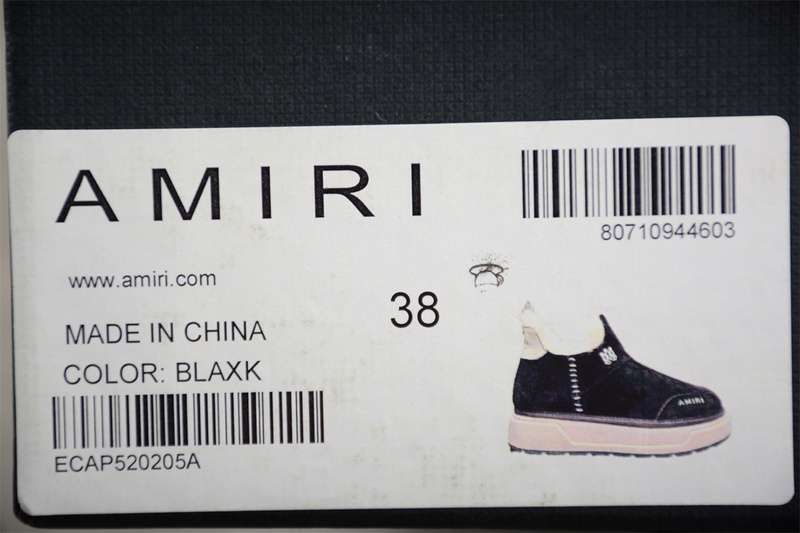 AMIRI
80710944603
www.amiri.com
38
MADE IN CHINA
COLOR: BLAXK
AMIRI
ECAP520205A